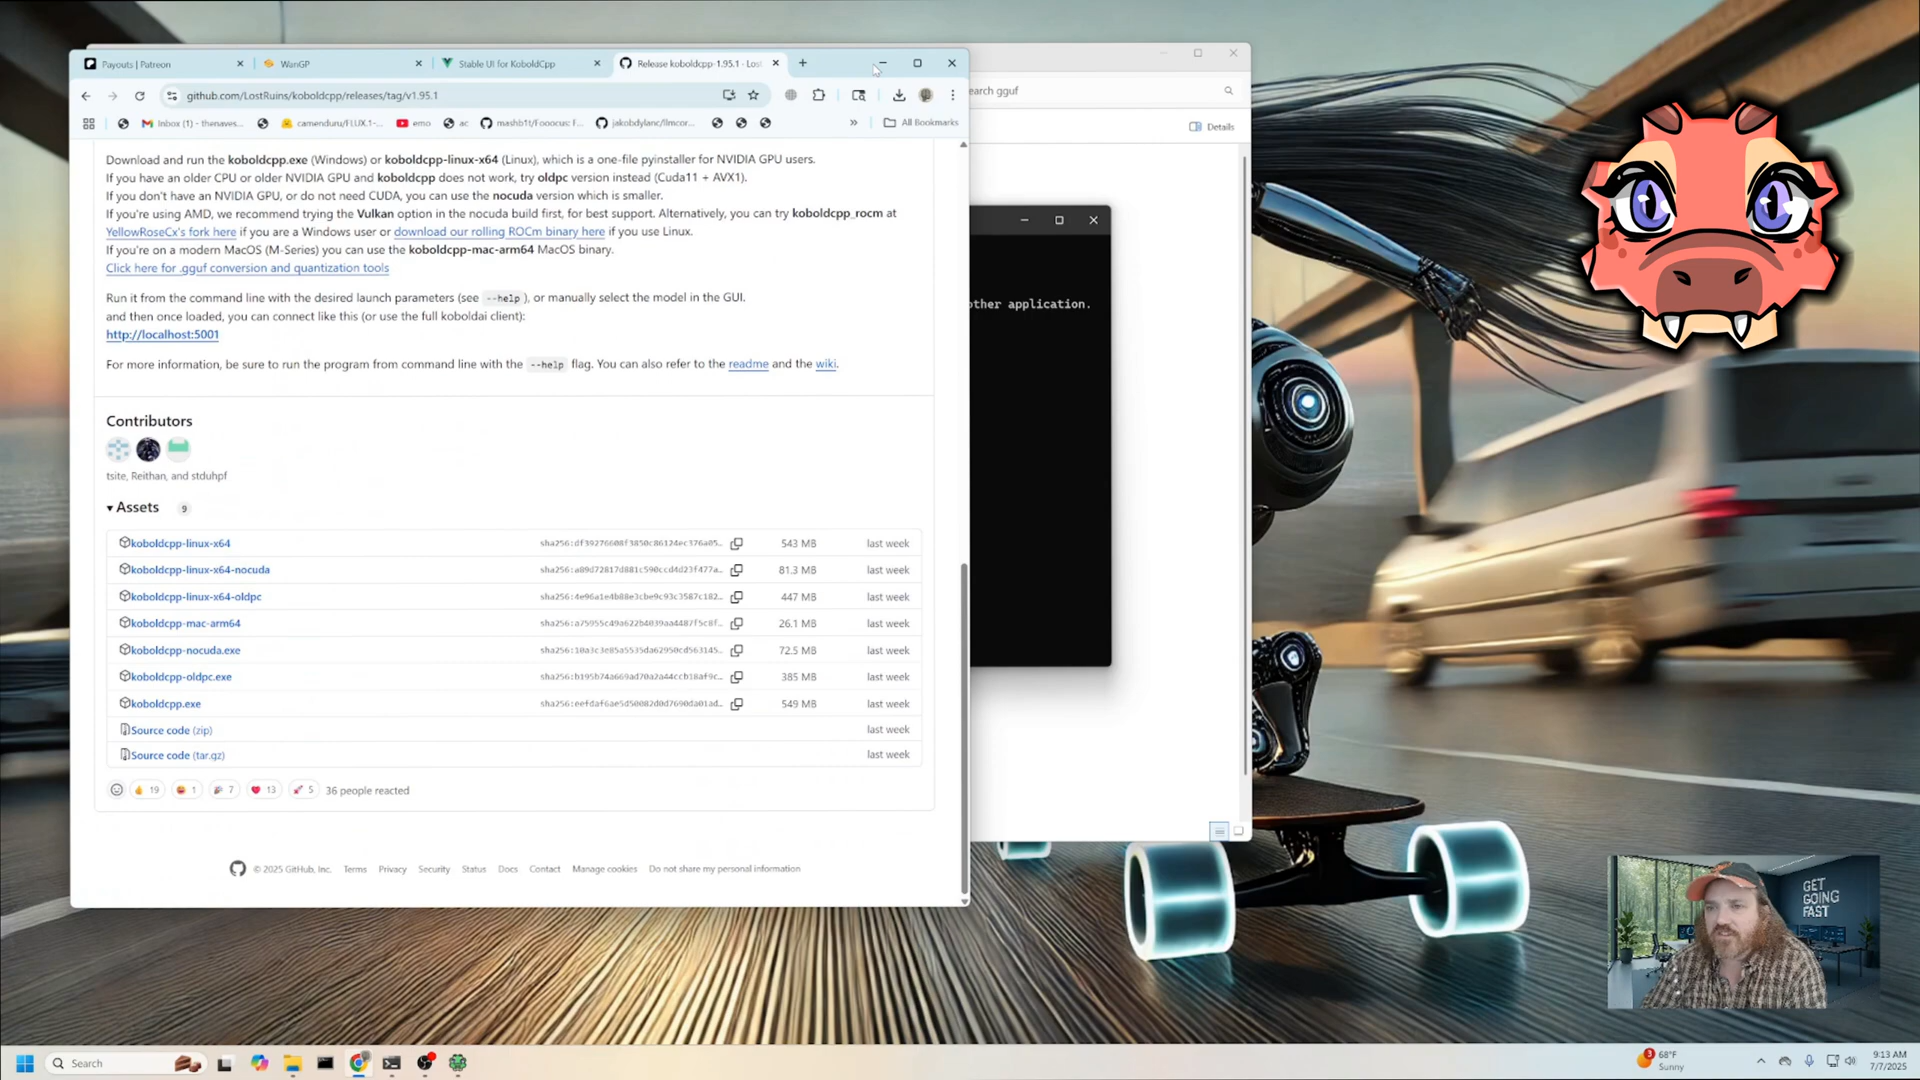 Payouts | Patreon
WanGP
Stable UI for KoboldCpp
Release koboldcpp-1.95.1 · Lost
github.com/LostRuins/koboldcpp/releases/tag/v1.95.1
Inbox (1) - thenaves...
camenduru/FLUX.1-...
emo
ac
mashb1t/Fooocus: F...
jakobdylanc/llmcor...
»
All Bookmarks
Download and run the koboldcpp.exe (Windows) or koboldcpp-linux-x64 (Linux), which is a one-file pyinstaller for NVIDIA GPU users.
If you have an older CPU or older NVIDIA GPU and koboldcpp does not work, try oldpc version instead (Cuda11 + AVX1).
If you don't have an NVIDIA GPU, or do not need CUDA, you can use the nocuda version which is smaller.
If you're using AMD, we recommend trying the Vulkan option in the nocuda build first, for best support. Alternatively, you can try koboldcpp_rocm at
YellowRoseCx's fork here if you are a Windows user or download our rolling ROCm binary here if you use Linux.
If you're on a modern MacOS (M-Series) you can use the koboldcpp-mac-arm64 MacOS binary.
Click here for .gguf conversion and quantization tools
Run it from the command line with the desired launch parameters (see --help), or manually select the model in the GUI.
and then once loaded, you can connect like this (or use the full koboldai client):
http://localhost:5001
For more information, be sure to run the program from command line with the --help flag. You can also refer to the readme and the wiki.
Contributors
tsite, Reithan, and stduhpf
Assets 9
koboldcpp-linux-x64 543 MB last week
koboldcpp-linux-x64-nocuda 81.3 MB last week
koboldcpp-linux-x64-oldpc 447 MB last week
koboldcpp-mac-arm64 26.1 MB last week
koboldcpp-nocuda.exe 72.5 MB last week
koboldcpp-oldpc.exe 385 MB last week
koboldcpp.exe 549 MB last week
Source code (zip) last week
Source code (tar.gz) last week
19 1 7 13 5 36 people reacted
© 2025 GitHub, Inc. Terms Privacy Security Status Docs Contact Manage cookies Do not share my personal information
earch gguf
Details
other application.
GET
GOING
FAST
Search
3
68°F
Sunny
9:13 AM
7/7/2025